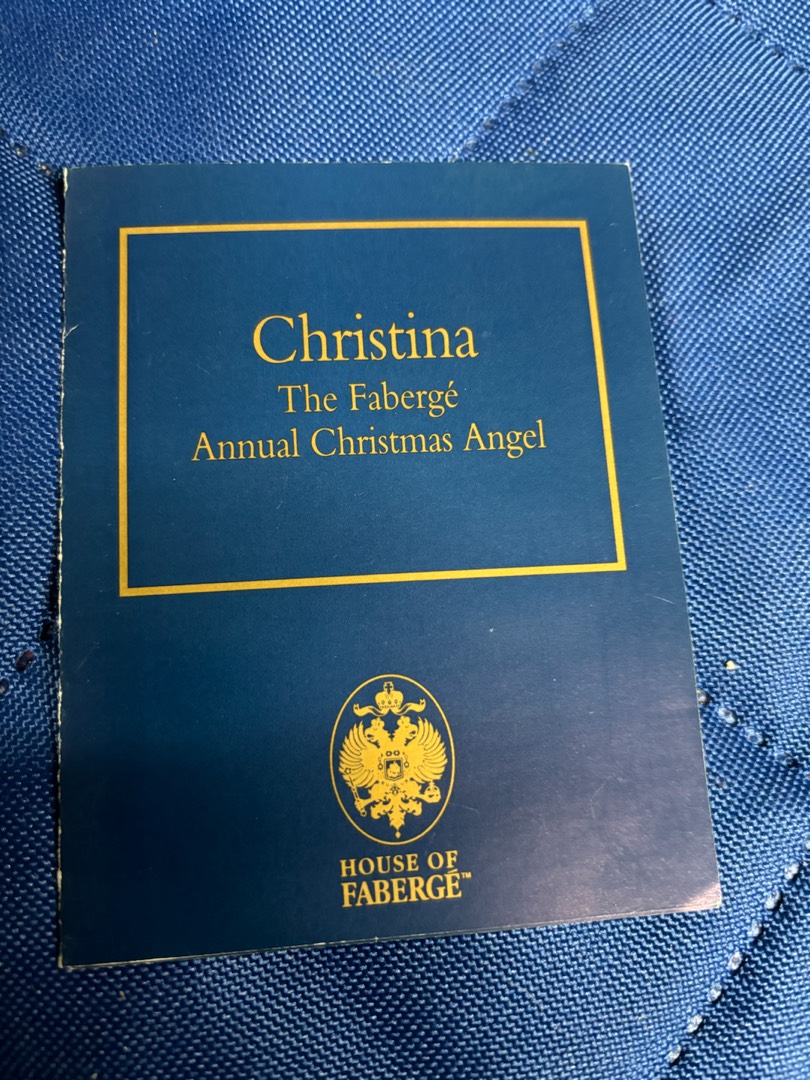 Christina
The Fabergé
Annual Christmas Angel
HOUSE OF
FABERGÉ™